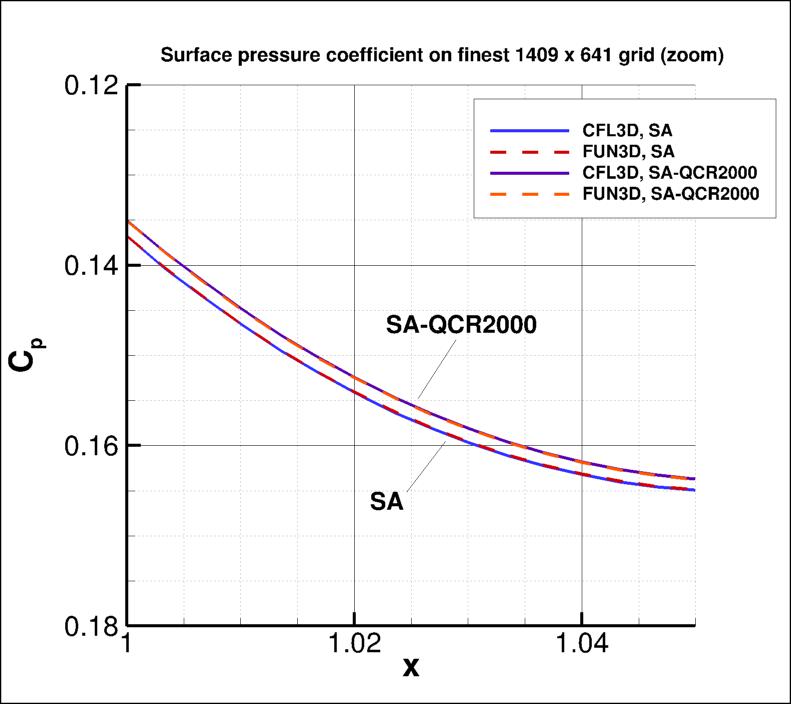 Surface pressure coefficient on finest 1409 x 641 grid (zoom)
0.12
CFL3D, SA
FUN3D, SA
CFL3D, SA-QCR2000
FUN3D, SA-QCR2000
0.14
SA-QCR2000
Cp
0.16
SA
0.18
1
1.02
1.04
x